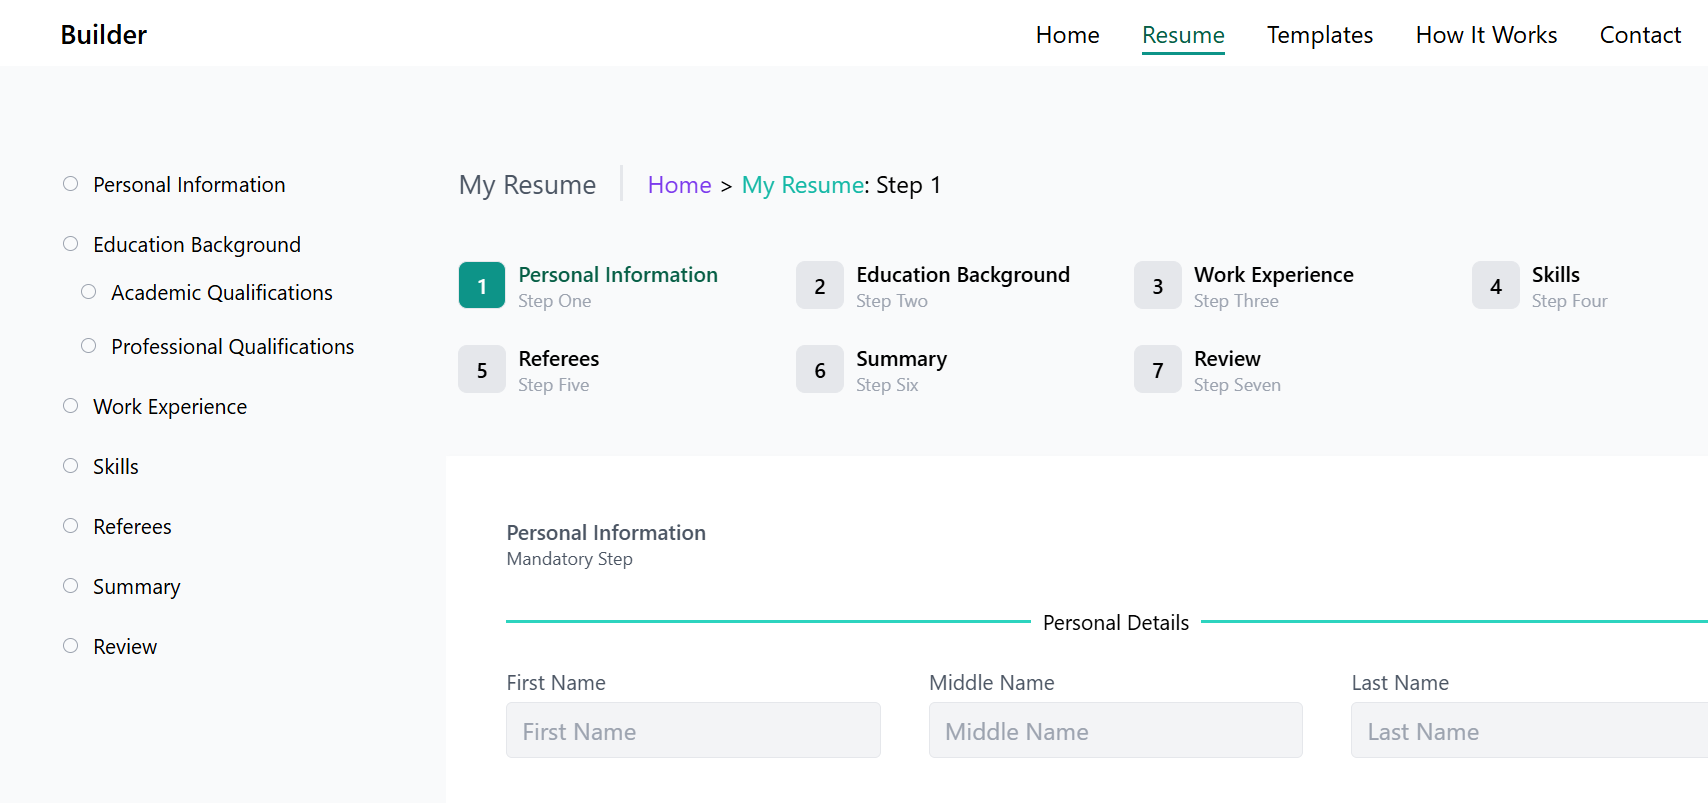 Builder
Home Resume Templates How It Works Contact
Personal Information
Education Background
Academic Qualifications
Professional Qualifications
Work Experience
Skills
Referees
Summary
Review
My Resume Home > My Resume: Step 1
1 Personal Information
Step One
2 Education Background
Step Two
3 Work Experience
Step Three
4 Skills
Step Four
5 Referees
Step Five
6 Summary
Step Six
7 Review
Step Seven
Personal Information
Mandatory Step
Personal Details
First Name
First Name
Middle Name
Middle Name
Last Name
Last Name